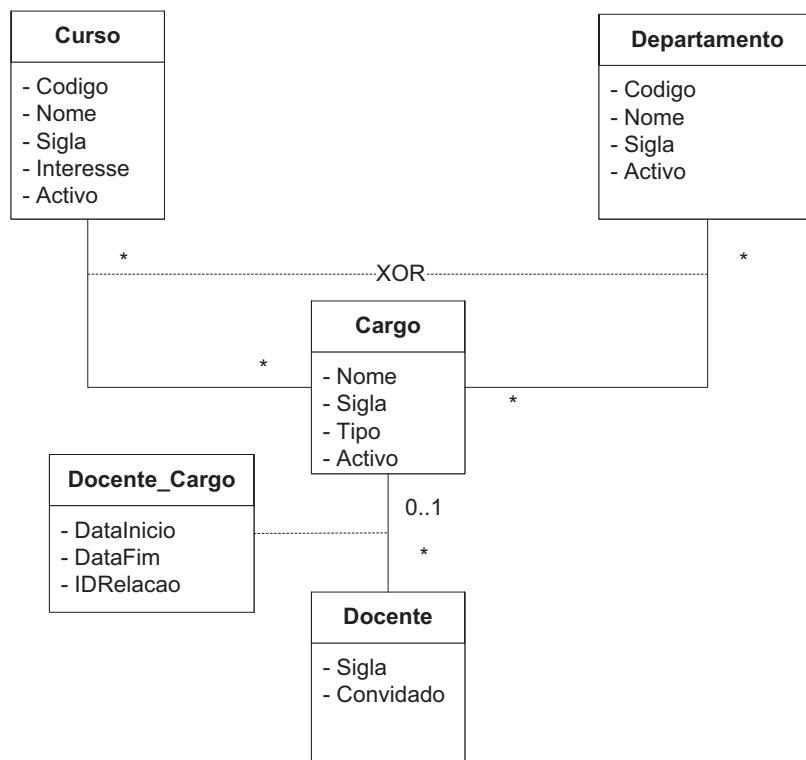 Curso
- Codigo
- Nome
- Sigla
- Interesse
- Activo
Departamento
- Codigo
- Nome
- Sigla
- Activo
*
XOR
*
Cargo
- Nome
- Sigla
- Tipo
- Activo
*
*
Docente_Cargo
- DataInicio
- DataFim
- IDRelacao
0..1
*
Docente
- Sigla
- Convidado